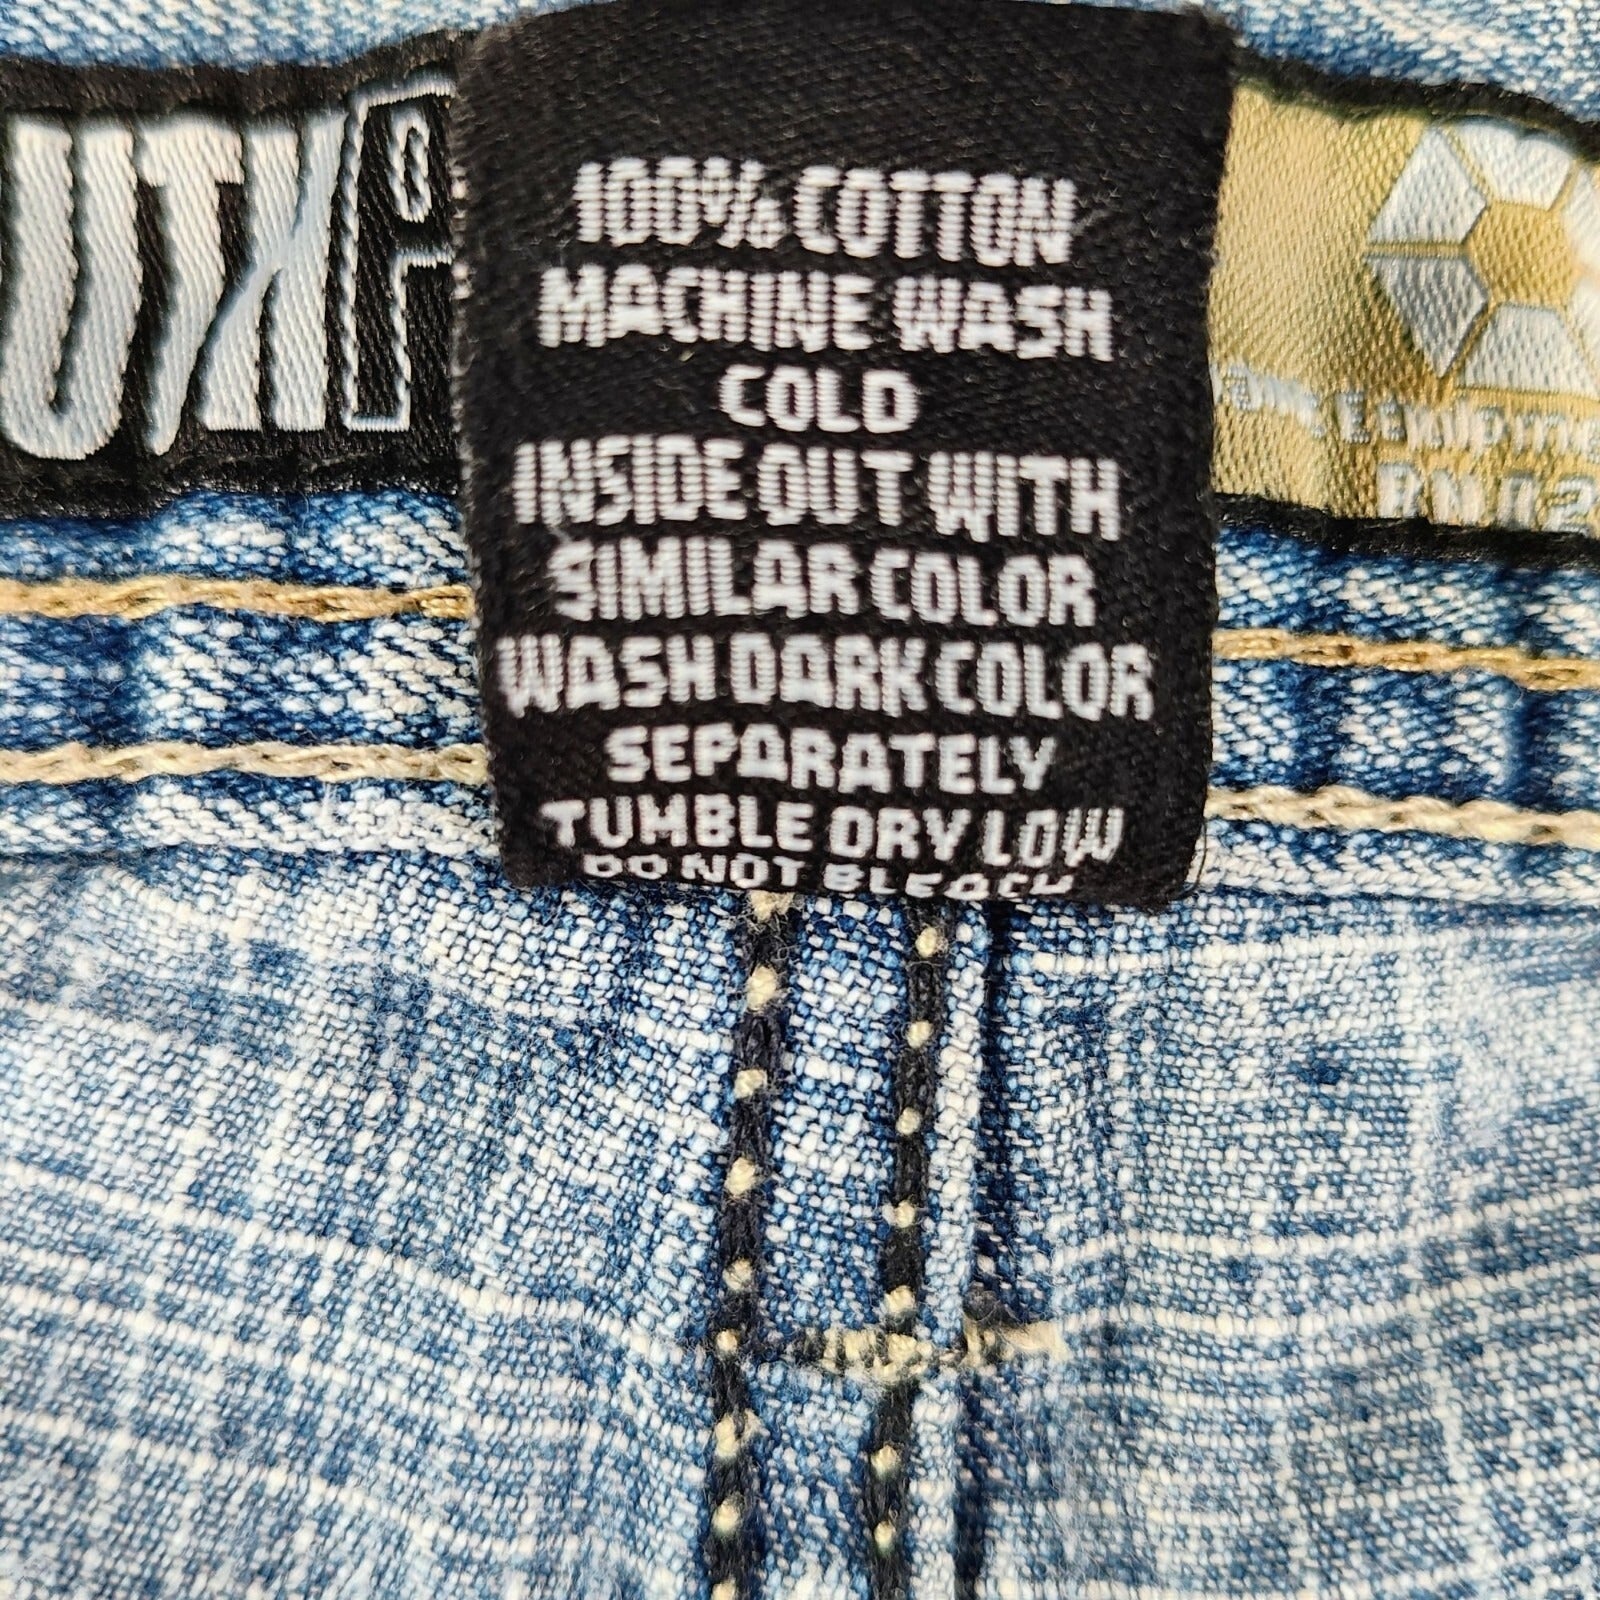 100% COTTON
MACHINE WASH
COLD
INSIDE OUT WITH
SIMILAR COLOR
WASH DARK COLOR
SEPARATELY
TUMBLE DRY LOW
DO NOT BLEACH